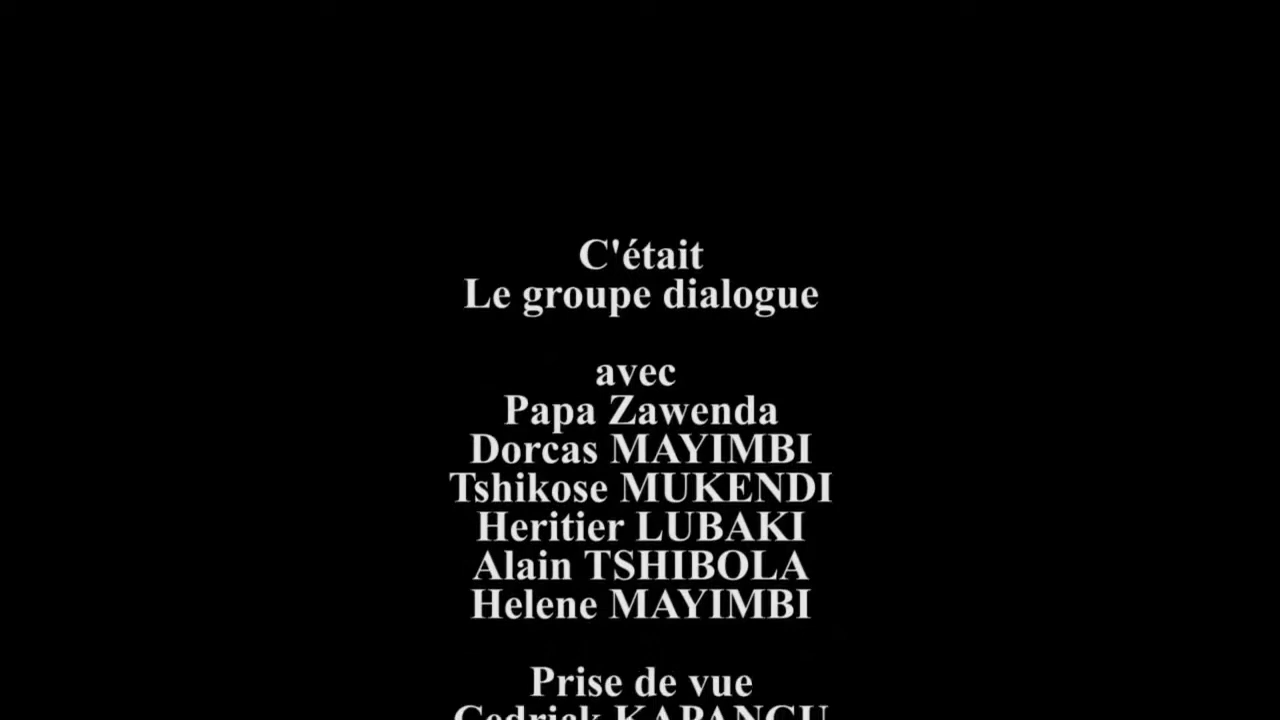 C'était
Le groupe dialogue
avec
Papa Zawenda
Dorcas MAYIMBI
Tshikose MUKENDI
Heritier LUBAKI
Alain TSHIBOLA
Helene MAYIMBI
Prise de vue